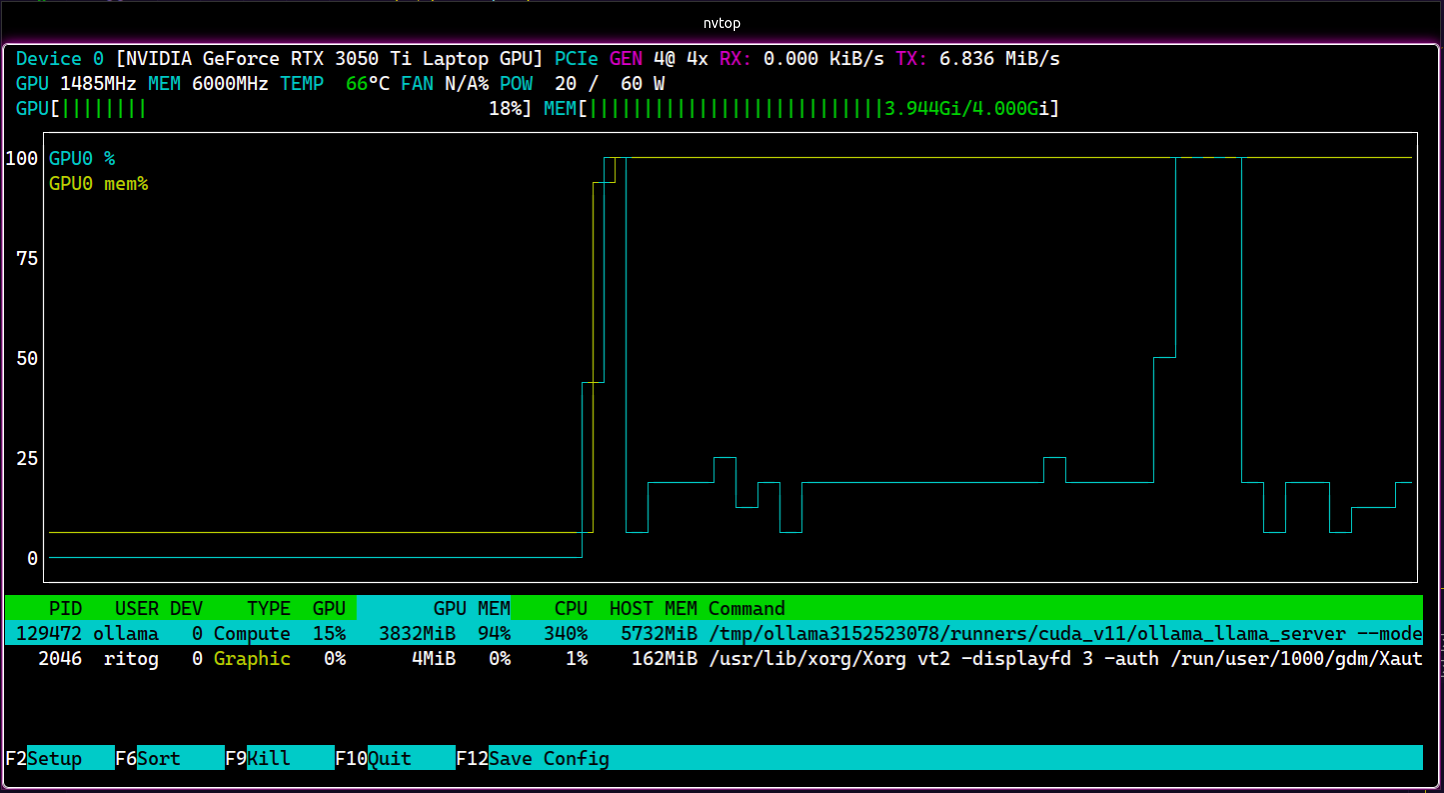 nvtop
Device 0 [NVIDIA GeForce RTX 3050 Ti Laptop GPU] PCIe GEN 4@ 4x RX: 0.000 KiB/s TX: 6.836 MiB/s
GPU 1485MHz MEM 6000MHz TEMP 66°C FAN N/A% POW 20 / 60 W
GPU[|||||||| 18%] MEM[|||||||||||||||||||||||||||3.944Gi/4.000Gi]
100
GPU0 %
GPU0 mem%
75
50
25
0
PID USER DEV TYPE GPU GPU MEM CPU HOST MEM Command
129472 ollama 0 Compute 15% 3832MiB 94% 340% 5732MiB /tmp/ollama3152523078/runners/cuda_v11/ollama_llama_server --mode
2046 ritog 0 Graphic 0% 4MiB 0% 1% 162MiB /usr/lib/xorg/Xorg vt2 -displayfd 3 -auth /run/user/1000/gdm/Xaut
F2Setup F6Sort F9Kill F10Quit F12Save Config